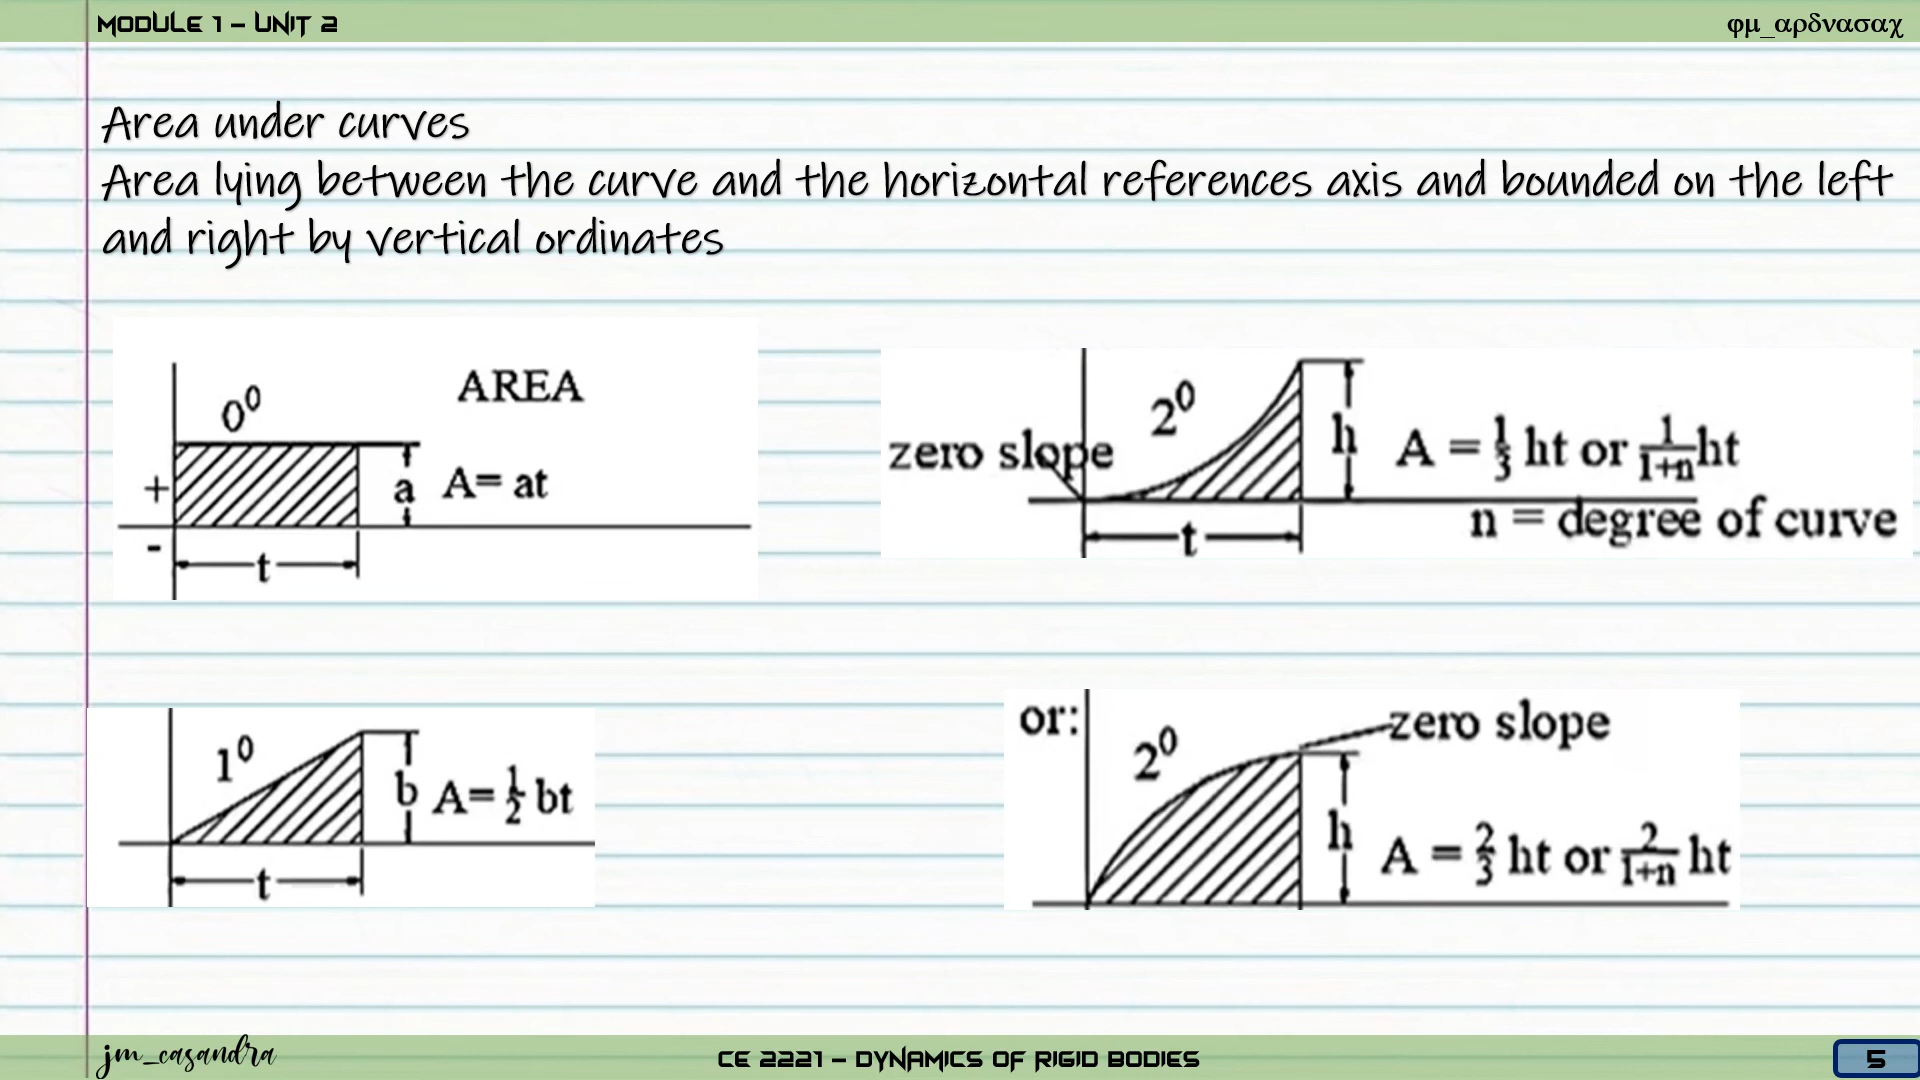 MODULE 1 – UNIT 2
φμ_αρδνασαχ
Area under curves
Area lying between the curve and the horizontal references axis and bounded on the left
and right by vertical ordinates
0⁰
AREA
+
a
A= at
-
t
zero slope
2⁰
h
A = 1/3 ht or 1/1+n ht
t
n = degree of curve
1⁰
b
A= 1/2 bt
t
or:
2⁰
zero slope
h
A = 2/3 ht or 2/1+n ht
jm_casandra
CE 2221 – DYNAMICS OF RIGID BODIES
5